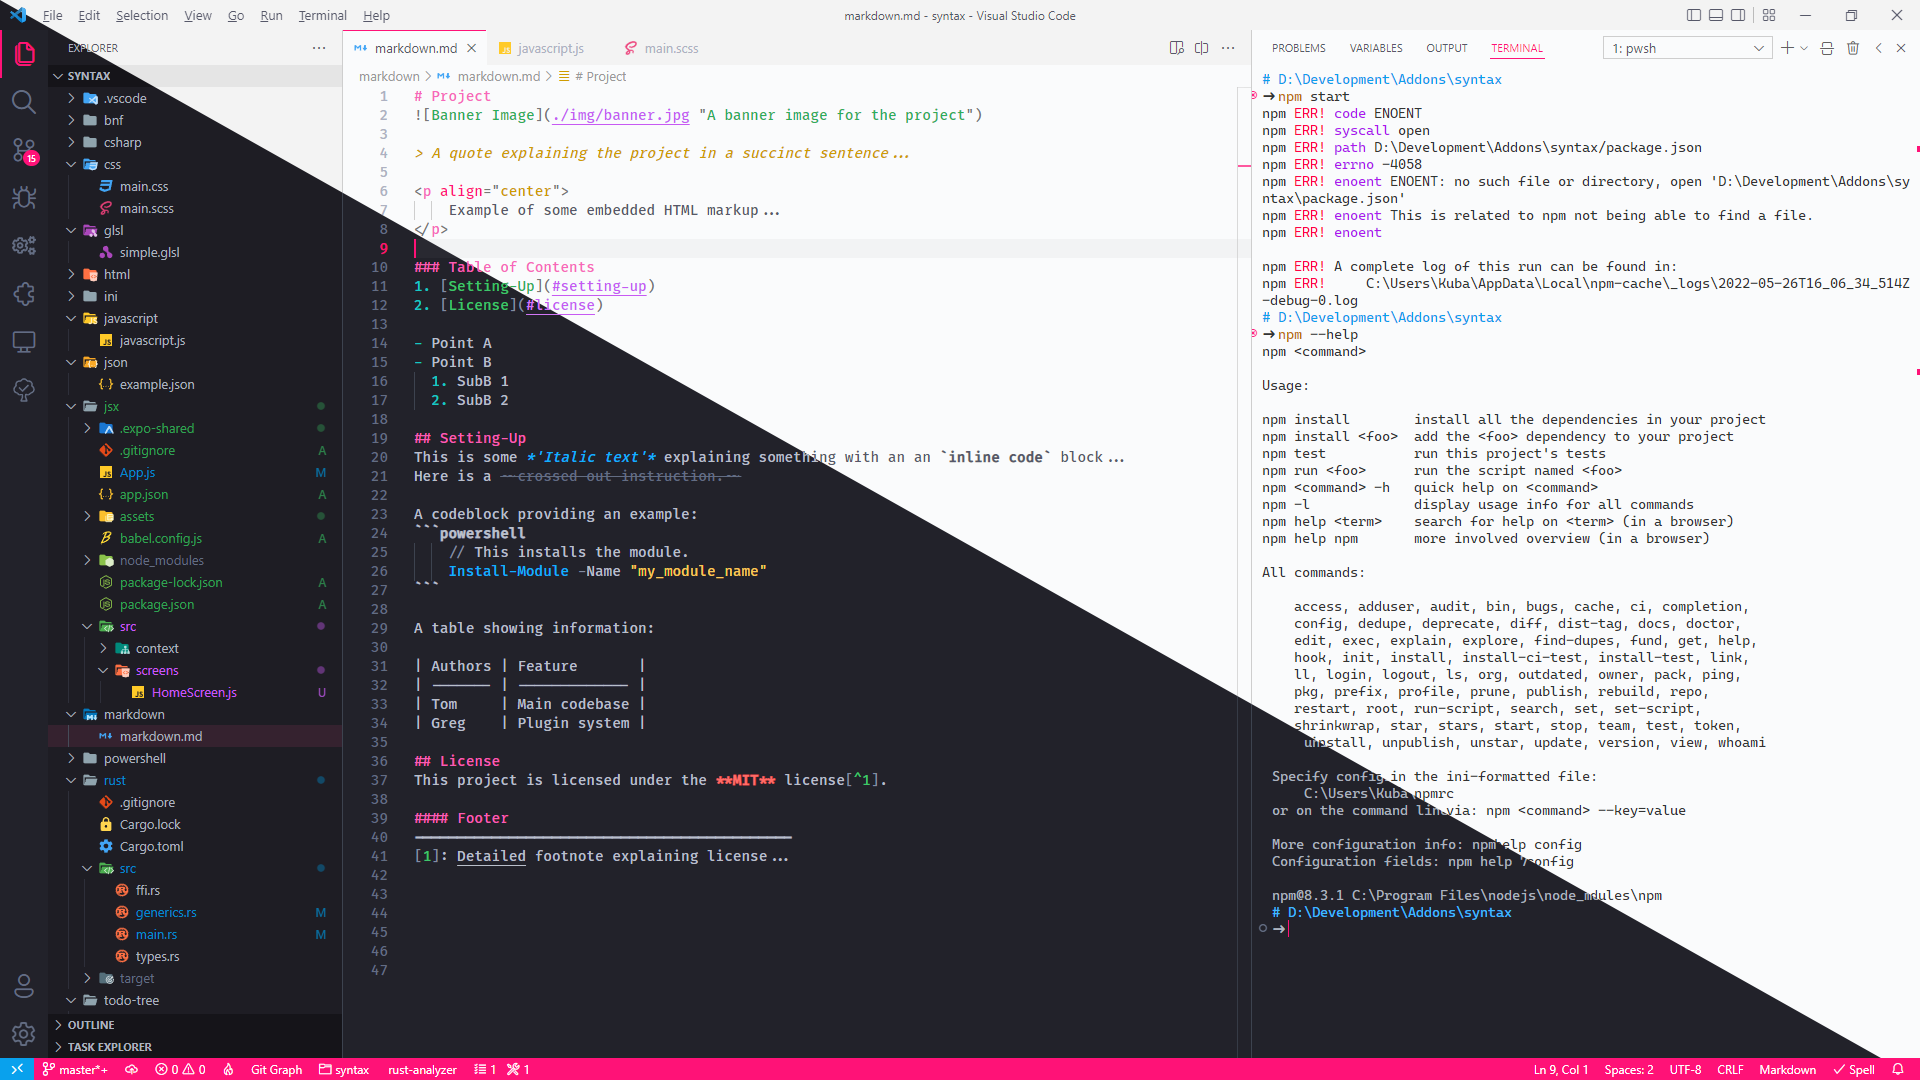 File Edit Selection View Go Run Terminal Help
markdown.md - syntax - Visual Studio Code
EXPLORER
SYNTAX
.vscode
bnf
csharp
css
main.css
main.scss
glsl
simple.glsl
html
ini
javascript
javascript.js
json
example.json
jsx
.expo-shared
.gitignore A
App.js M
app.json A
assets
babel.config.js A
node_modules
package-lock.json A
package.json A
src
context
screens
HomeScreen.js U
markdown
markdown.md
powershell
rust
.gitignore
Cargo.lock
Cargo.toml
src
ffi.rs
generics.rs M
main.rs M
types.rs
target
todo-tree
OUTLINE
TASK EXPLORER
15
markdown.md javascript.js main.scss
markdown > markdown.md > # Project
1 # Project
2 ![Banner Image](./img/banner.jpg "A banner image for the project")
3
4 > A quote explaining the project in a succinct sentence...
5
6 <p align="center">
7 Example of some embedded HTML markup...
8 </p>
9
10 ### Table of Contents
11 1. [Setting-Up](#setting-up)
12 2. [License](#license)
13
14 - Point A
15 - Point B
16 1. SubB 1
17 2. SubB 2
18
19 ## Setting-Up
20 This is some *'Italic text'* explaining something with an an `inline code` block...
21 Here is a ~~crossed out instruction.~~
22
23 A codeblock providing an example:
24 ```powershell
25 // This installs the module.
26 Install-Module -Name "my_module_name"
27 ```
28
29 A table showing information:
30
31 | Authors | Feature |
32 | ------- | ------------- |
33 | Tom | Main codebase |
34 | Greg | Plugin system |
35
36 ## License
37 This project is licensed under the **MIT** license[^1].
38
39 #### Footer
40 --------------------------------------------
41 [1]: Detailed footnote explaining license...
42
43
44
45
46
47
PROBLEMS VARIABLES OUTPUT TERMINAL 1: pwsh
# D:\Development\Addons\syntax
➜ npm start
npm ERR! code ENOENT
npm ERR! syscall open
npm ERR! path D:\Development\Addons\syntax/package.json
npm ERR! errno -4058
npm ERR! enoent ENOENT: no such file or directory, open 'D:\Development\Addons\sy
ntax\package.json'
npm ERR! enoent This is related to npm not being able to find a file.
npm ERR! enoent
npm ERR! A complete log of this run can be found in:
npm ERR! C:\Users\Kuba\AppData\Local\npm-cache\_logs\2022-05-26T16_06_34_514Z
-debug-0.log
# D:\Development\Addons\syntax
➜ npm --help
npm <command>
Usage:
npm install install all the dependencies in your project
npm install <foo> add the <foo> dependency to your project
npm test run this project's tests
npm run <foo> run the script named <foo>
npm <command> -h quick help on <command>
npm -l display usage info for all commands
npm help <term> search for help on <term> (in a browser)
npm help npm more involved overview (in a browser)
All commands:
access, adduser, audit, bin, bugs, cache, ci, completion,
config, dedupe, deprecate, diff, dist-tag, docs, doctor,
edit, exec, explain, explore, find-dupes, fund, get, help,
hook, init, install, install-ci-test, install-test, link,
ll, login, logout, ls, org, outdated, owner, pack, ping,
pkg, prefix, profile, prune, publish, rebuild, repo,
restart, root, run-script, search, set, set-script,
shrinkwrap, star, stars, start, stop, team, test, token,
unpublish, unstar, update, version, view, whoami
Specify config in the ini-formatted file:
C:\Users\Kuba npmrc
or on the command lin via: npm <command> --key=value
More configuration info: npm help config
Configuration fields: npm help config
npm@8.3.1 C:\Program Files\nodejs\node_mdules\npm
# D:\Development\Addons\syntax
➜
master*+ 0 0 Git Graph syntax rust-analyzer 1 1
Ln 9, Col 1 Spaces: 2 UTF-8 CRLF Markdown Spell